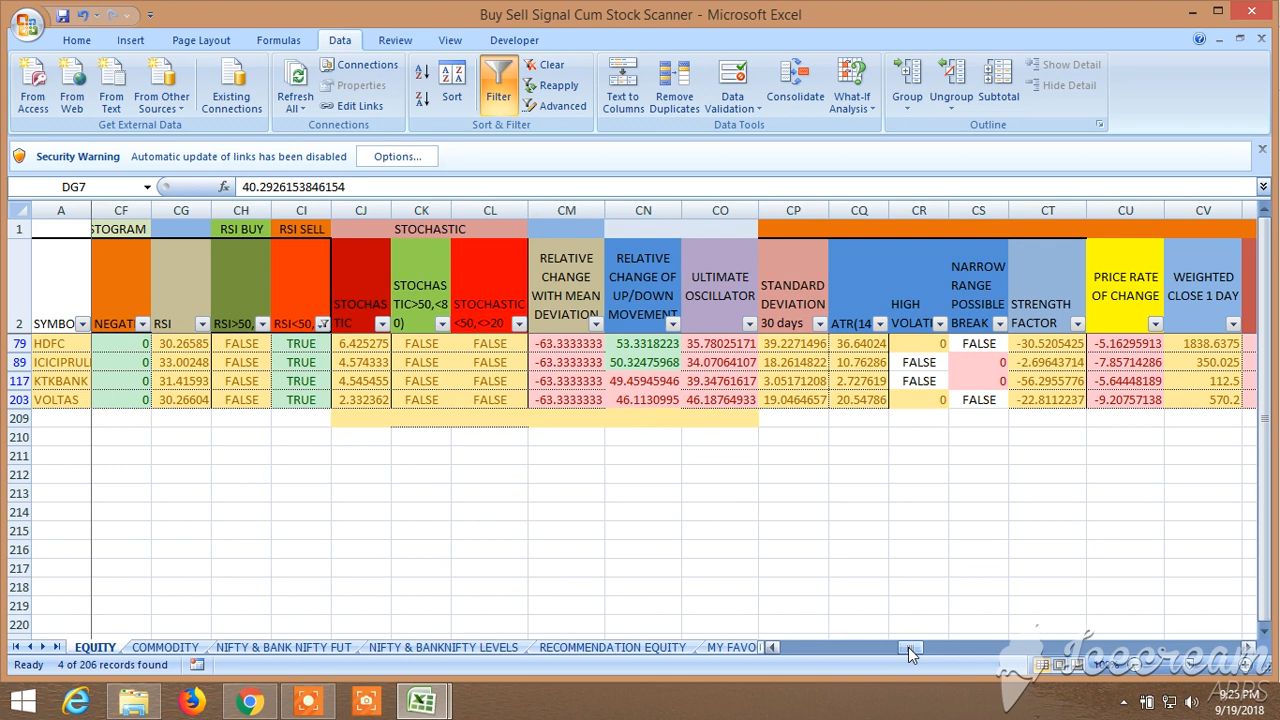 Buy Sell Signal Cum Stock Scanner - Microsoft Excel
Home Insert Page Layout Formulas Data Review View Developer
From Access From Web From Text From Other Sources Existing Connections Refresh All Connections Properties Edit Links Sort Filter Clear Reapply Advanced Text to Columns Remove Duplicates Data Validation Consolidate What-If Analysis Group Ungroup Subtotal Show Detail Hide Detail
Get External Data Connections Sort & Filter Data Tools Outline
Security Warning Automatic update of links has been disabled Options...
DG7 fx 40.2926153846154
A CF CG CH CI CJ CK CL CM CN CO CP CQ CR CS CT CU CV
1 STOGRAM RSI BUY RSI SELL STOCHASTIC
2 SYMBO NEGATI RSI RSI>50, RSI<50, STOCHAS TIC STOCHAS TIC>50,<8 0) STOCHASTIC <50,<>20 RELATIVE CHANGE WITH MEAN DEVIATION RELATIVE CHANGE OF UP/DOWN MOVEMENT ULTIMATE OSCILLATOR STANDARD DEVIATION 30 days ATR(14 HIGH VOLATI NARROW RANGE POSSIBLE BREAK STRENGTH FACTOR PRICE RATE OF CHANGE WEIGHTED CLOSE 1 DAY
79 HDFC 0 30.26585 FALSE TRUE 6.425275 FALSE FALSE -63.3333333 53.3318223 35.78025171 39.2271496 36.64024 0 FALSE -30.5205425 -5.16295913 1838.6375
89 ICICIPRULI 0 33.00248 FALSE TRUE 4.574333 FALSE FALSE -63.3333333 50.32475968 34.07064107 18.2614822 10.76286 FALSE 0 -2.69643714 -7.85714286 350.025
117 KTKBANK 0 31.41593 FALSE TRUE 4.545455 FALSE FALSE -63.3333333 49.45945946 39.34761617 3.05171208 2.727619 FALSE 0 -56.2955776 -5.64448189 112.5
203 VOLTAS 0 30.26604 FALSE TRUE 2.332362 FALSE FALSE -63.3333333 46.1130995 46.18764933 19.0464657 20.54786 0 FALSE -22.8112237 -9.20757138 570.2
209
210
211
212
213
214
215
216
217
218
219
220
EQUITY COMMODITY NIFTY & BANK NIFTY FUT NIFTY & BANKNIFTY LEVELS RECOMMENDATION EQUITY MY FAVO
Ready 4 of 206 records found
Icecream
APPS
9:25 PM
9/19/2018